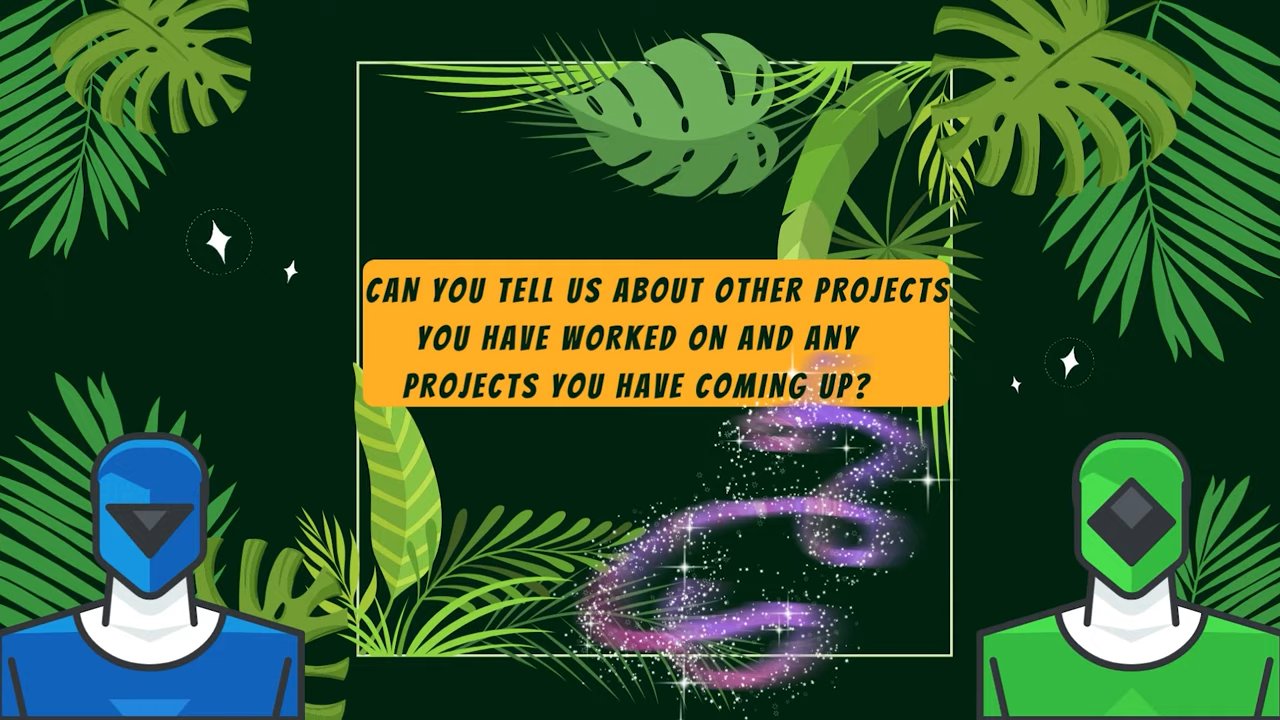 CAN YOU TELL US ABOUT OTHER PROJECTS
YOU HAVE WORKED ON AND ANY
PROJECTS YOU HAVE COMING UP?